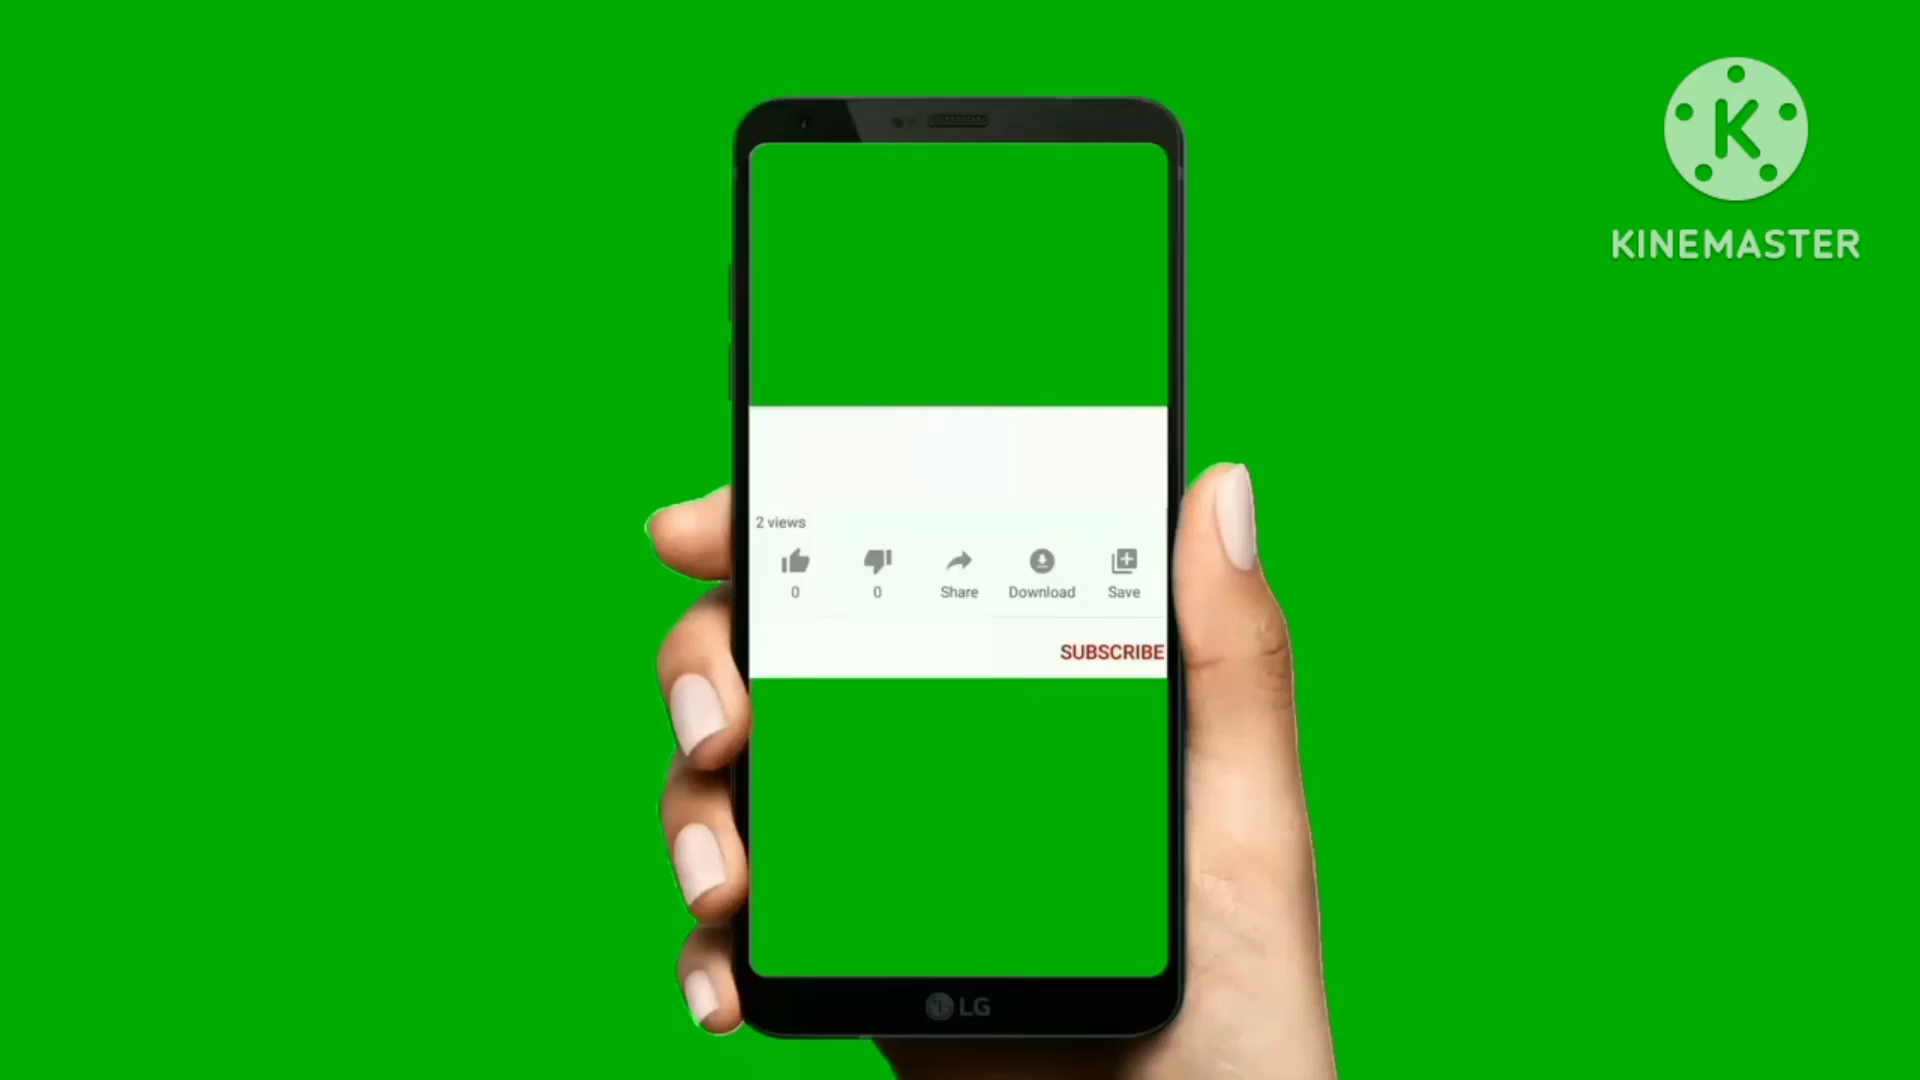 K
KINEMASTER
2 views
0 0 Share Download Save
SUBSCRIBE
LG